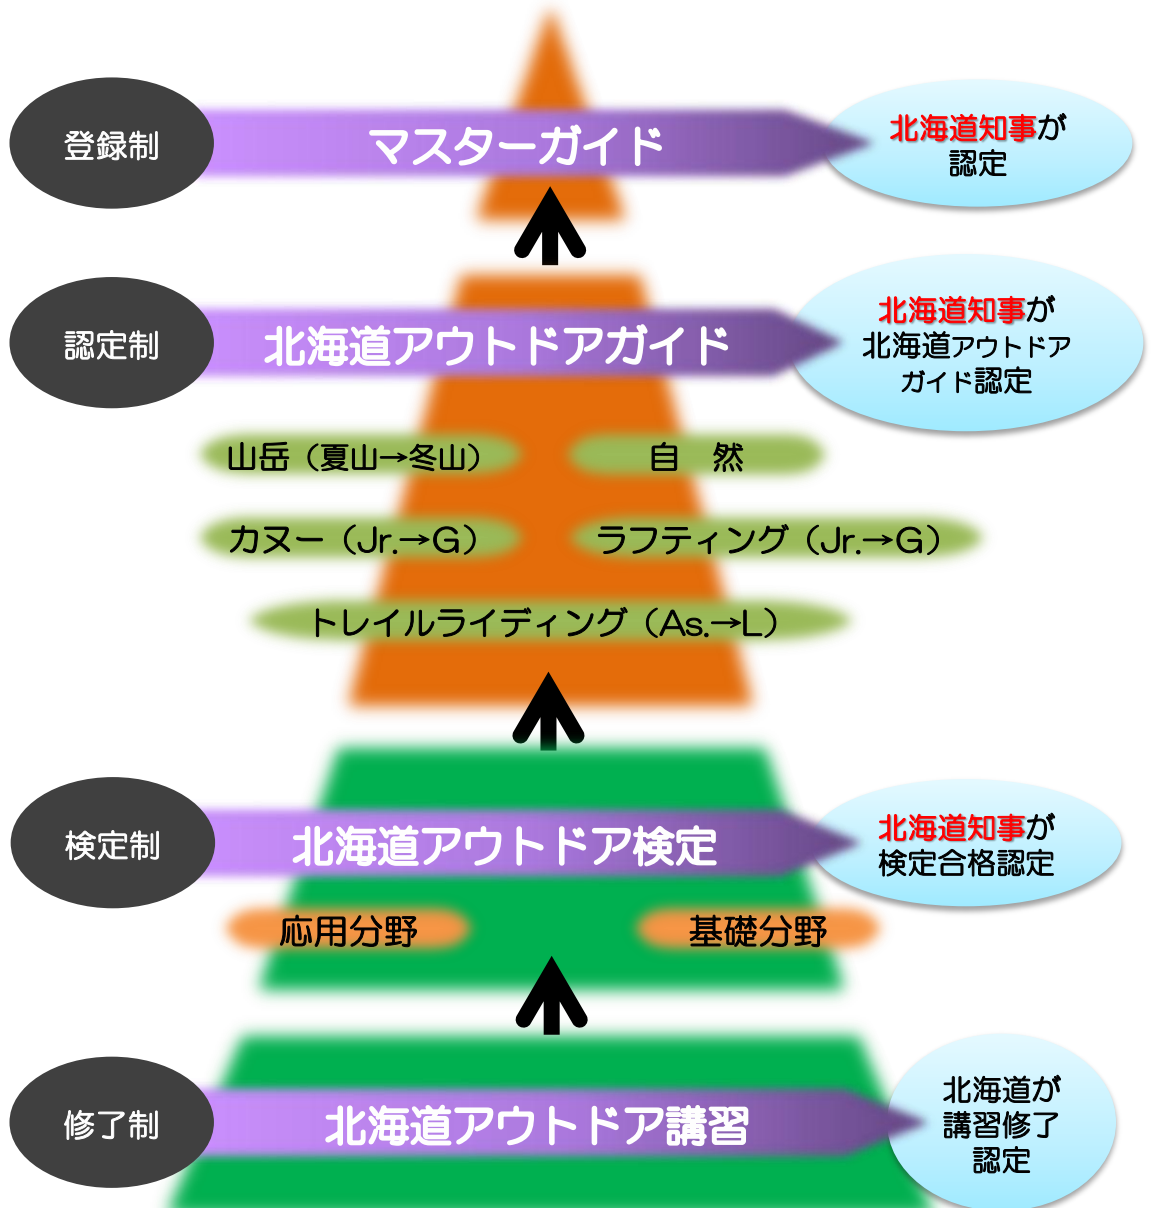 登録制
マスターガイド
北海道知事が
認定
認定制
北海道アウトドアガイド
北海道知事が
北海道アウトドア
ガイド認定
山岳（夏山→冬山）
自　然
カヌー（Jr.→G）
ラフティング（Jr.→G）
トレイルライディング（As.→L）
検定制
北海道アウトドア検定
北海道知事が
検定合格認定
応用分野
基礎分野
修了制
北海道アウトドア講習
北海道が
講習修了
認定